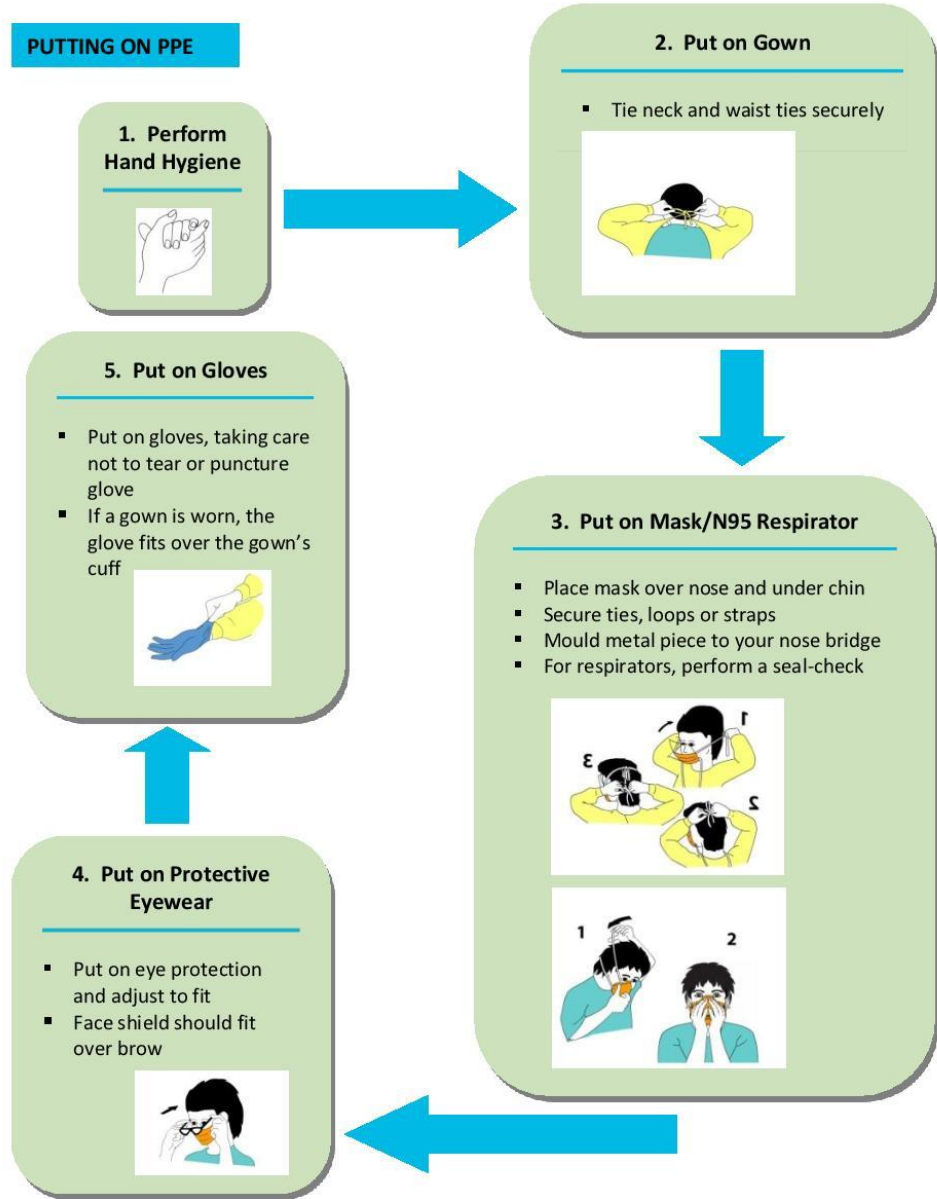 PUTTING ON PPE
1. Perform
Hand Hygiene
2. Put on Gown
▪ Tie neck and waist ties securely
3. Put on Mask/N95 Respirator
▪ Place mask over nose and under chin
▪ Secure ties, loops or straps
▪ Mould metal piece to your nose bridge
▪ For respirators, perform a seal-check
1
3
2
1
2
4. Put on Protective
Eyewear
▪ Put on eye protection
and adjust to fit
▪ Face shield should fit
over brow
5. Put on Gloves
▪ Put on gloves, taking care
not to tear or puncture
glove
▪ If a gown is worn, the
glove fits over the gown’s
cuff